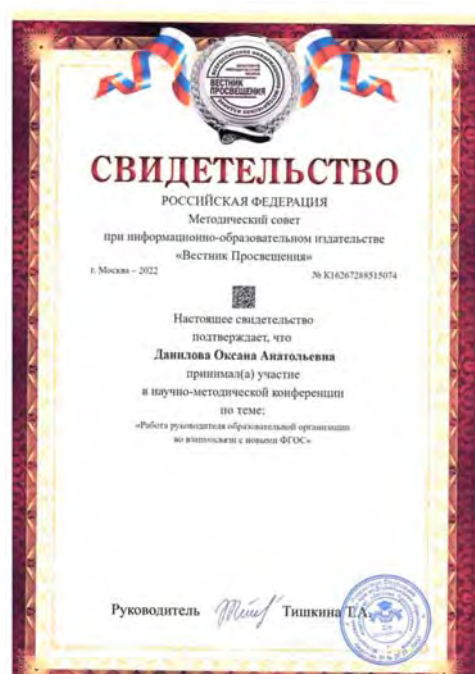 ВЕСТНИК
ПРОСВЕЩЕНИЯ
СВИДЕТЕЛЬСТВО
РОССИЙСКАЯ ФЕДЕРАЦИЯ
Методический совет
при информационно-образовательном издательстве
«Вестник Просвещения»
г. Москва – 2022 № К16267288515074
Настоящее свидетельство
подтверждает, что
Данилова Оксана Анатольевна
принимал(а) участие
в научно-методической конференции
по теме:
«Работа руководителя образовательной организации
во взаимосвязи с новыми ФГОС»
Руководитель Тишкина Т.А.